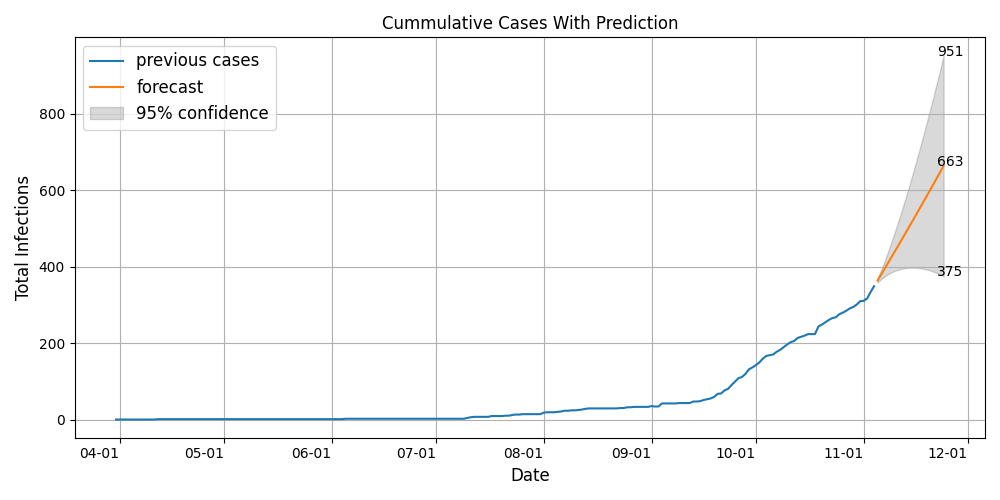 Cummulative Cases With Prediction
previous cases
forecast
95% confidence
951
663
375
800
600
400
200
0
Total Infections
04-01 05-01 06-01 07-01 08-01 09-01 10-01 11-01 12-01
Date